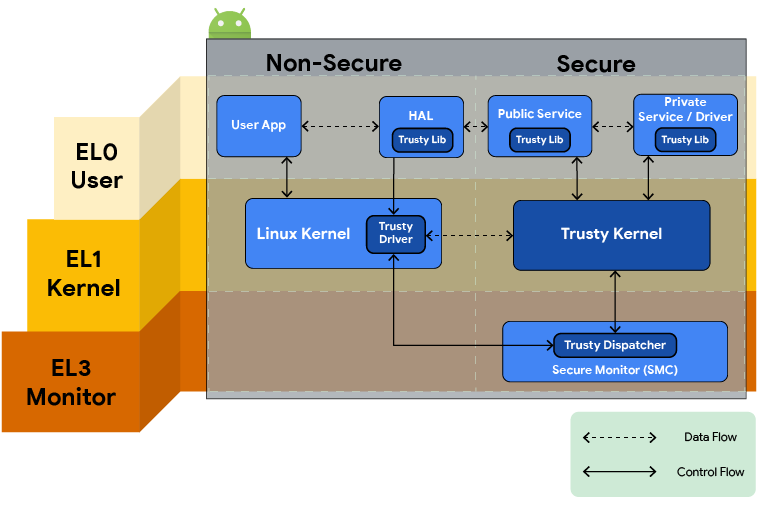 Non-Secure
Secure
EL0
User
User App
HAL
Trusty Lib
Public Service
Trusty Lib
Private
Service / Driver
Trusty Lib
EL1
Kernel
Linux Kernel
Trusty
Driver
Trusty Kernel
EL3
Monitor
Trusty Dispatcher
Secure Monitor (SMC)
Data Flow
Control Flow